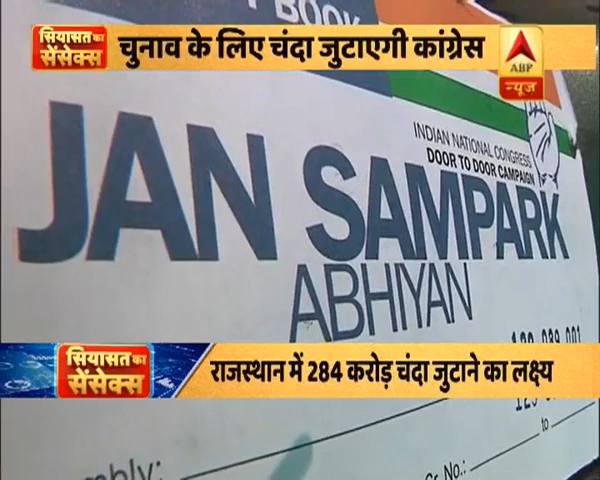 BOOK
सियासत का
सेंसेक्स
चुनाव के लिए चंदा जुटाएगी कांग्रेस
ABP
न्यूज़
INDIAN NATIONAL CONGRESS
DOOR TO DOOR CAMPAIGN
JAN SAMPARK
ABHIYAN
सियासत का
सेंसेक्स
राजस्थान में 284 करोड़ चंदा जुटाने का लक्ष्य
to
No.: